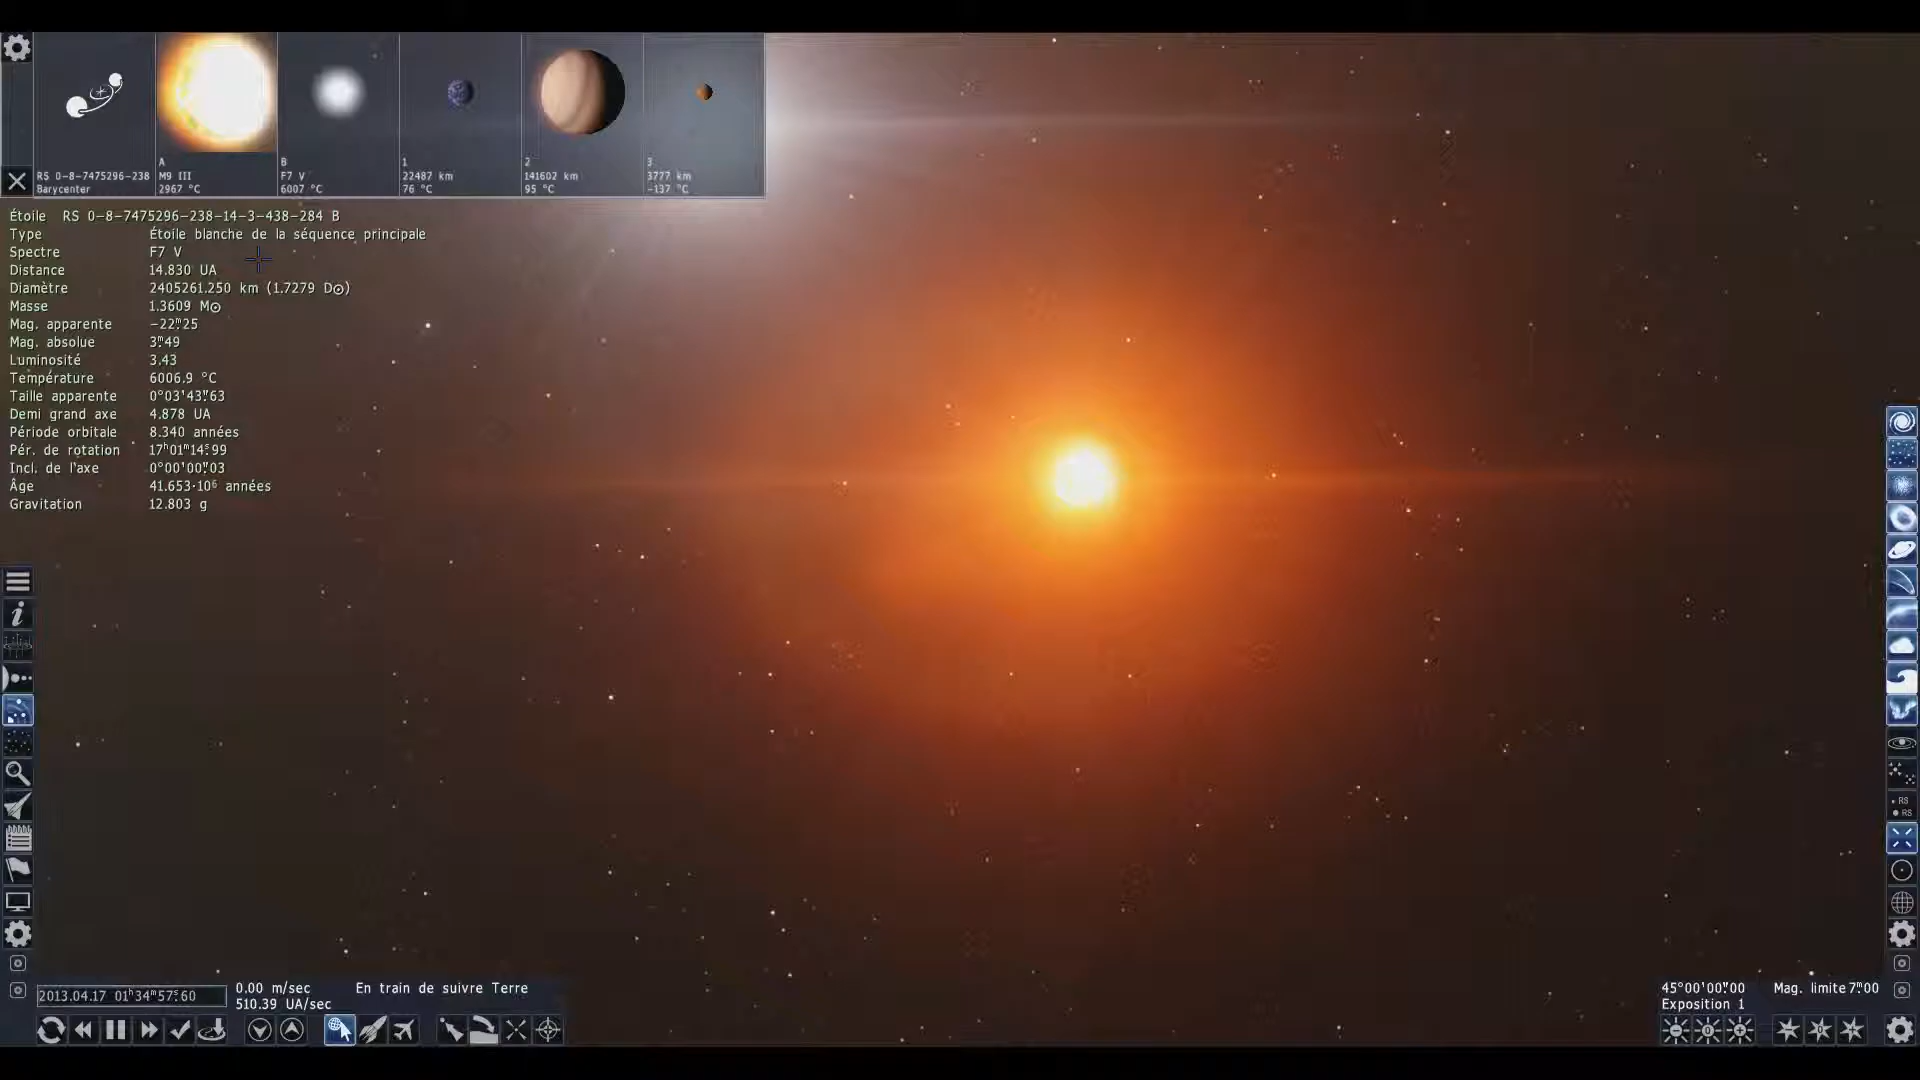 RS 0-8-7475296-238
Barycenter
A
M9 III
2967 °C
B
F7 V
6007 °C
1
22487 km
76 °C
2
141602 km
95 °C
3
3777 km
-137 °C
Étoile RS 0-8-7475296-238-14-3-438-284 B
Type Étoile blanche de la séquence principale
Spectre F7 V
Distance 14.830 UA
Diamètre 2405261.250 km (1.7279 D⊙)
Masse 1.3609 M⊙
Mag. apparente -22ᵐ25
Mag. absolue 3ᵐ49
Luminosité 3.43
Température 6006.9 °C
Taille apparente 0°03'43"63
Demi grand axe 4.878 UA
Période orbitale 8.340 années
Pér. de rotation 17ʰ01ᵐ14ˢ99
Incl. de l'axe 0°00'00"03
Âge 41.653·10⁶ années
Gravitation 12.803 g
RS
RS
2013.04.17 01ʰ34ᵐ57ˢ60
0.00 m/sec En train de suivre Terre
510.39 UA/sec
45°00'00"00 Mag. limite 7ᵐ00
Exposition 1